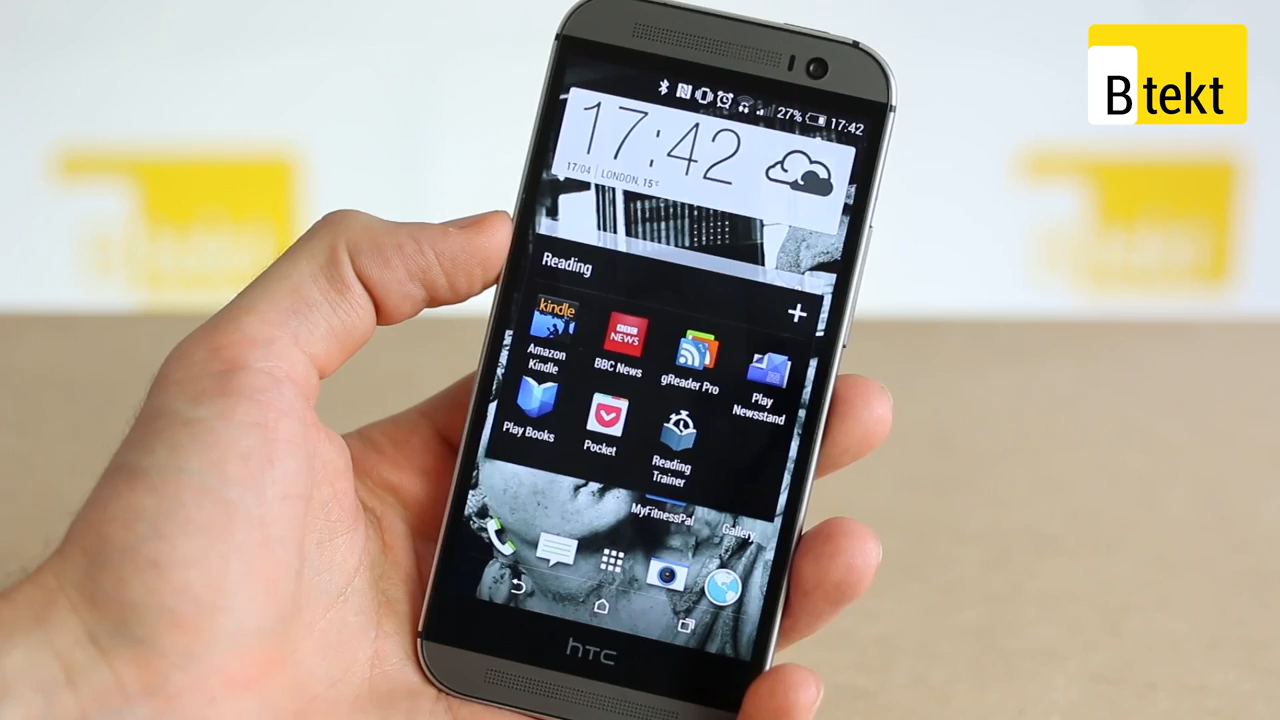 B tekt
27% 17:42
17:42
17/04 | LONDON, 15°c
Reading
+
kindle
Amazon Kindle
BBC NEWS
BBC News
gReader Pro
Play Newsstand
Play Books
Pocket
Reading Trainer
MyFitnessPal
Gallery
hTC